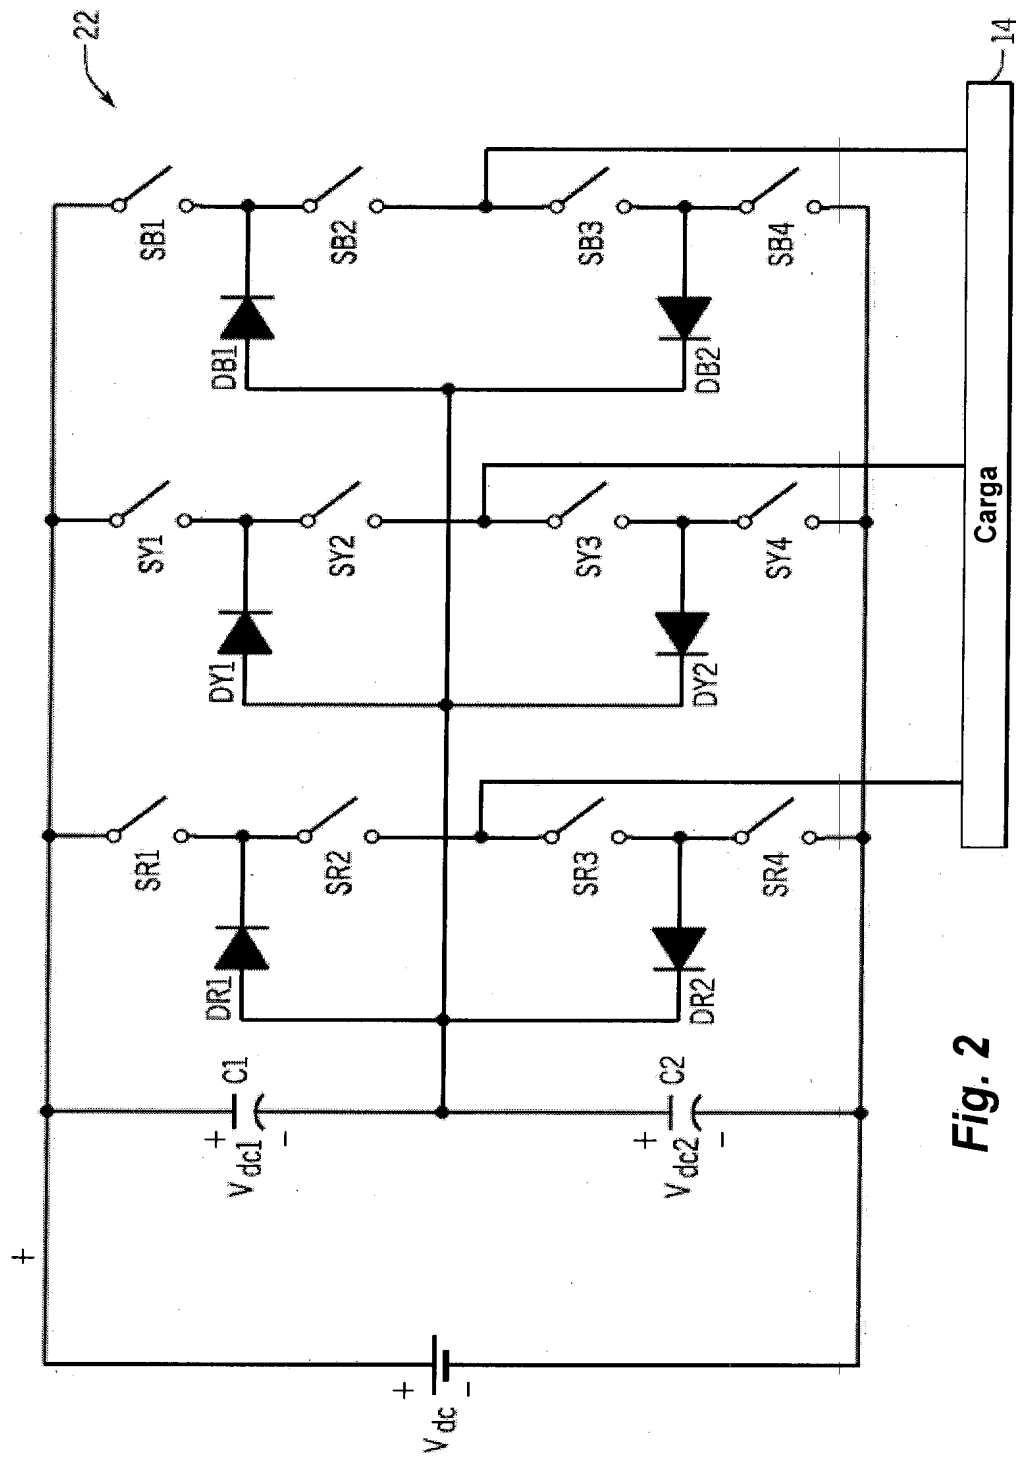 22
+
SR1
SY1
SB1
DR1
DY1
DB1
C1
+
Vdc1
-
SR2
SY2
SB2
+
Vdc
-
SR3
SY3
SB3
C2
+
Vdc2
-
DR2
DY2
DB2
SR4
SY4
SB4
Carga
14
Fig. 2